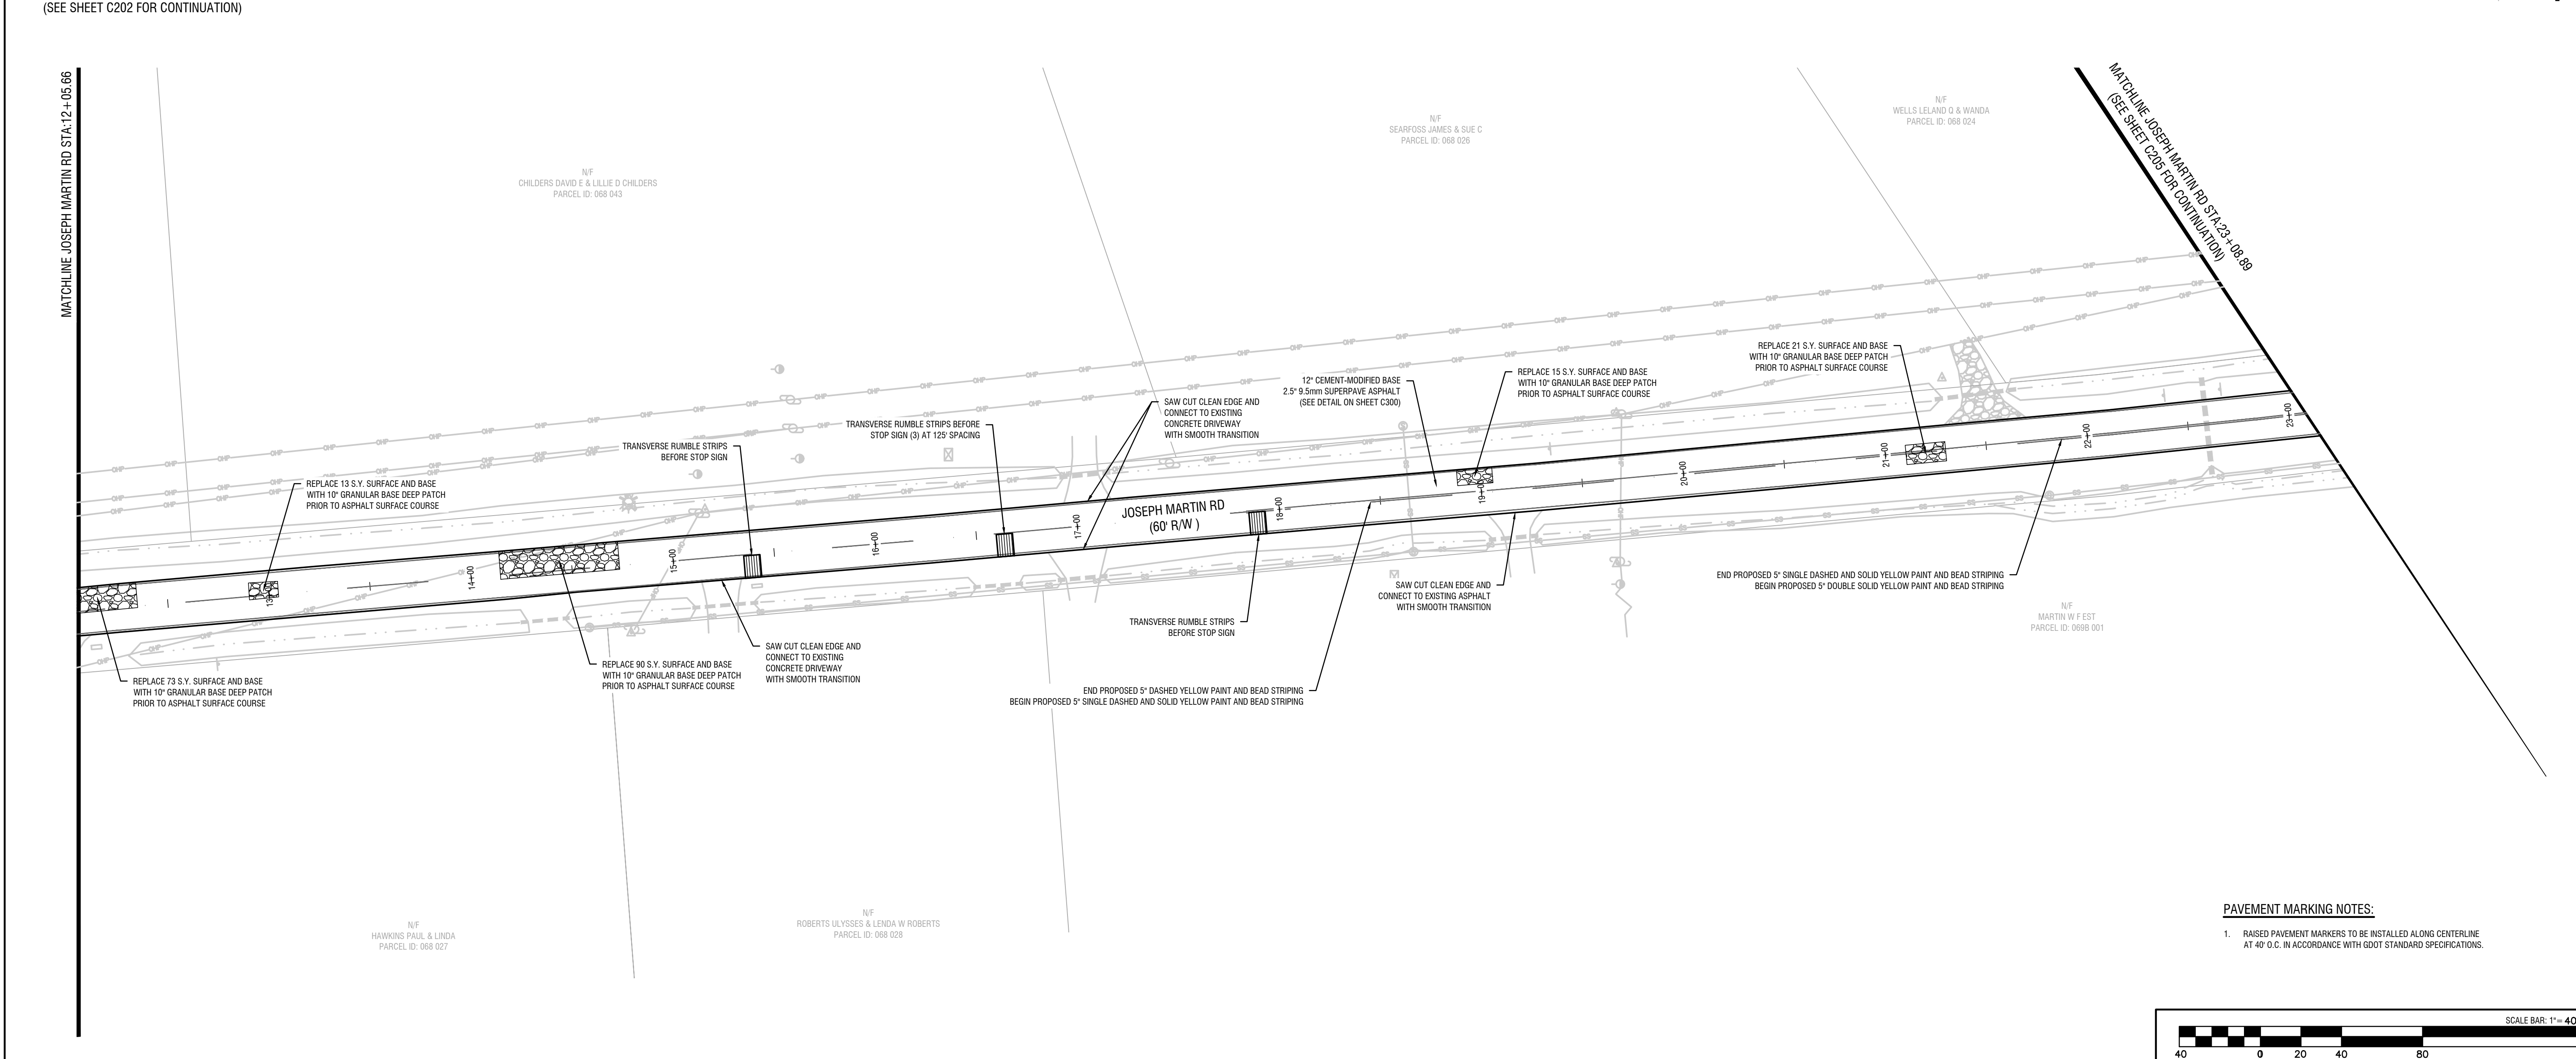 (SEE SHEET C202 FOR CONTINUATION)
MATCHLINE JOSEPH MARTIN RD STA:12+05.66
MATCHLINE JOSEPH MARTIN RD STA:23+08.89
(SEE SHEET C205 FOR CONTINUATION)
N/F
CHILDERS DAVID E & LILLIE D CHILDERS
PARCEL ID: 068 043
N/F
SEARFOSS JAMES & SUE C
PARCEL ID: 068 026
N/F
WELLS LELAND Q & WANDA
PARCEL ID: 068 024
REPLACE 13 S.Y. SURFACE AND BASE
WITH 10" GRANULAR BASE DEEP PATCH
PRIOR TO ASPHALT SURFACE COURSE
TRANSVERSE RUMBLE STRIPS
BEFORE STOP SIGN
TRANSVERSE RUMBLE STRIPS BEFORE
STOP SIGN (3) AT 125' SPACING
SAW CUT CLEAN EDGE AND
CONNECT TO EXISTING
CONCRETE DRIVEWAY
WITH SMOOTH TRANSITION
12" CEMENT-MODIFIED BASE
2.5" 9.5mm SUPERPAVE ASPHALT
(SEE DETAIL ON SHEET C300)
REPLACE 15 S.Y. SURFACE AND BASE
WITH 10" GRANULAR BASE DEEP PATCH
PRIOR TO ASPHALT SURFACE COURSE
REPLACE 21 S.Y. SURFACE AND BASE
WITH 10" GRANULAR BASE DEEP PATCH
PRIOR TO ASPHALT SURFACE COURSE
14+00
15+00
16+00
17+00
JOSEPH MARTIN RD
(60' R/W )
18+00
19+00
20+00
21+00
22+00
23+00
REPLACE 73 S.Y. SURFACE AND BASE
WITH 10" GRANULAR BASE DEEP PATCH
PRIOR TO ASPHALT SURFACE COURSE
REPLACE 90 S.Y. SURFACE AND BASE
WITH 10" GRANULAR BASE DEEP PATCH
PRIOR TO ASPHALT SURFACE COURSE
SAW CUT CLEAN EDGE AND
CONNECT TO EXISTING
CONCRETE DRIVEWAY
WITH SMOOTH TRANSITION
TRANSVERSE RUMBLE STRIPS
BEFORE STOP SIGN
END PROPOSED 5" DASHED YELLOW PAINT AND BEAD STRIPING
BEGIN PROPOSED 5" SINGLE DASHED AND SOLID YELLOW PAINT AND BEAD STRIPING
SAW CUT CLEAN EDGE AND
CONNECT TO EXISTING ASPHALT
WITH SMOOTH TRANSITION
END PROPOSED 5" SINGLE DASHED AND SOLID YELLOW PAINT AND BEAD STRIPING
BEGIN PROPOSED 5" DOUBLE SOLID YELLOW PAINT AND BEAD STRIPING
N/F
MARTIN W F EST
PARCEL ID: 069B 001
N/F
HAWKINS PAUL & LINDA
PARCEL ID: 068 027
N/F
ROBERTS ULYSSES & LENDA W ROBERTS
PARCEL ID: 068 028
PAVEMENT MARKING NOTES:
1. RAISED PAVEMENT MARKERS TO BE INSTALLED ALONG CENTERLINE
AT 40' O.C. IN ACCORDANCE WITH GDOT STANDARD SPECIFICATIONS.
SCALE BAR: 1"= 40
40 0 20 40 80